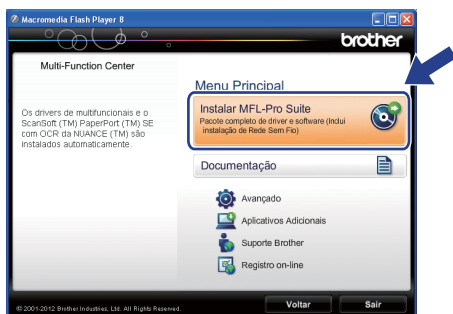 Macromedia Flash Player 8
brother
Multi-Function Center
Os drivers de multifuncionais e o
ScanSoft (TM) PaperPort (TM) SE
com OCR da NUANCE (TM) são
instalados automaticamente
Menu Principal
Instalar MFL-Pro Suite
Pacote completo de driver e software (Indui
instalação de Rede Sem Fio)
Documentação
Avançado
Aplicativos Adicionais
Suporte Brother
Registro on-line
© 2001-2012 Brother Industries, Ltd. All Rights Reserved.
Voltar
Sair